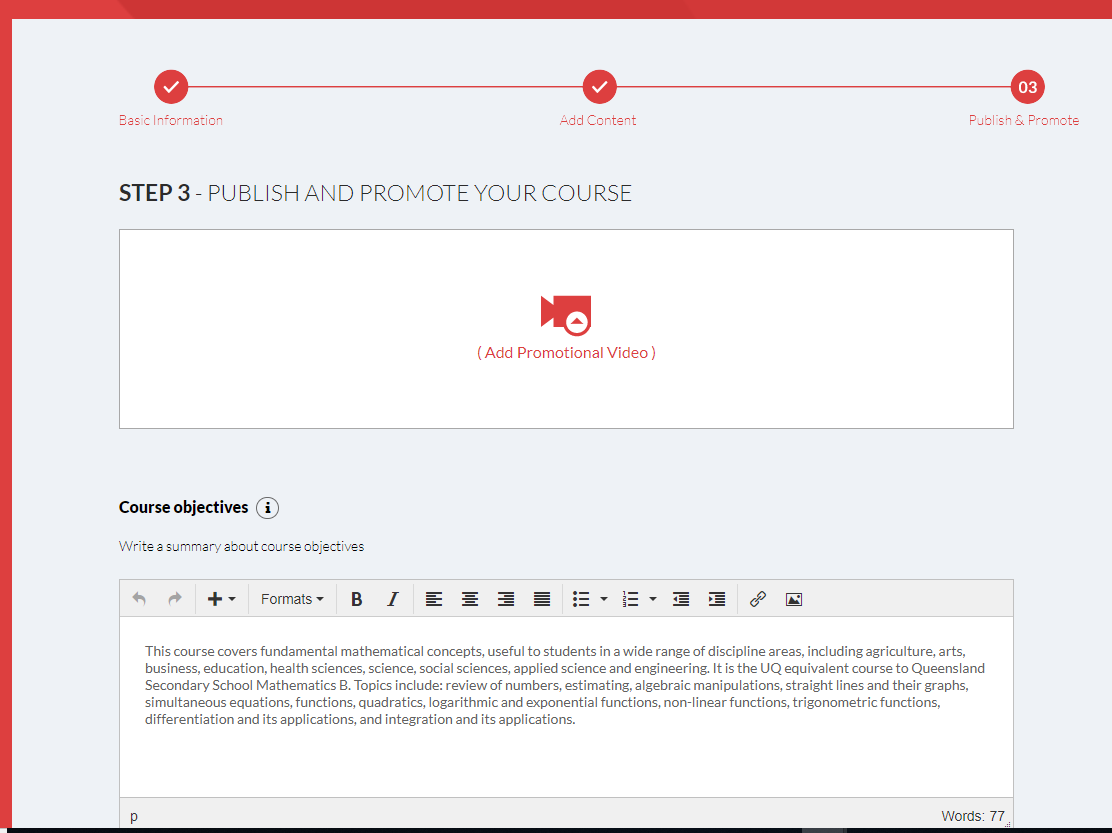 03
Basic Information
Add Content
Publish & Promote
STEP 3 - PUBLISH AND PROMOTE YOUR COURSE
( Add Promotional Video )
Course objectives i
Write a summary about course objectives
Formats B I
This course covers fundamental mathematical concepts, useful to students in a wide range of discipline areas, including agriculture, arts,
business, education, health sciences, science, social sciences, applied science and engineering. It is the UQ equivalent course to Queensland
Secondary School Mathematics B. Topics include: review of numbers, estimating, algebraic manipulations, straight lines and their graphs,
simultaneous equations, functions, quadratics, logarithmic and exponential functions, non-linear functions, trigonometric functions,
differentiation and its applications, and integration and its applications.
p
Words: 77